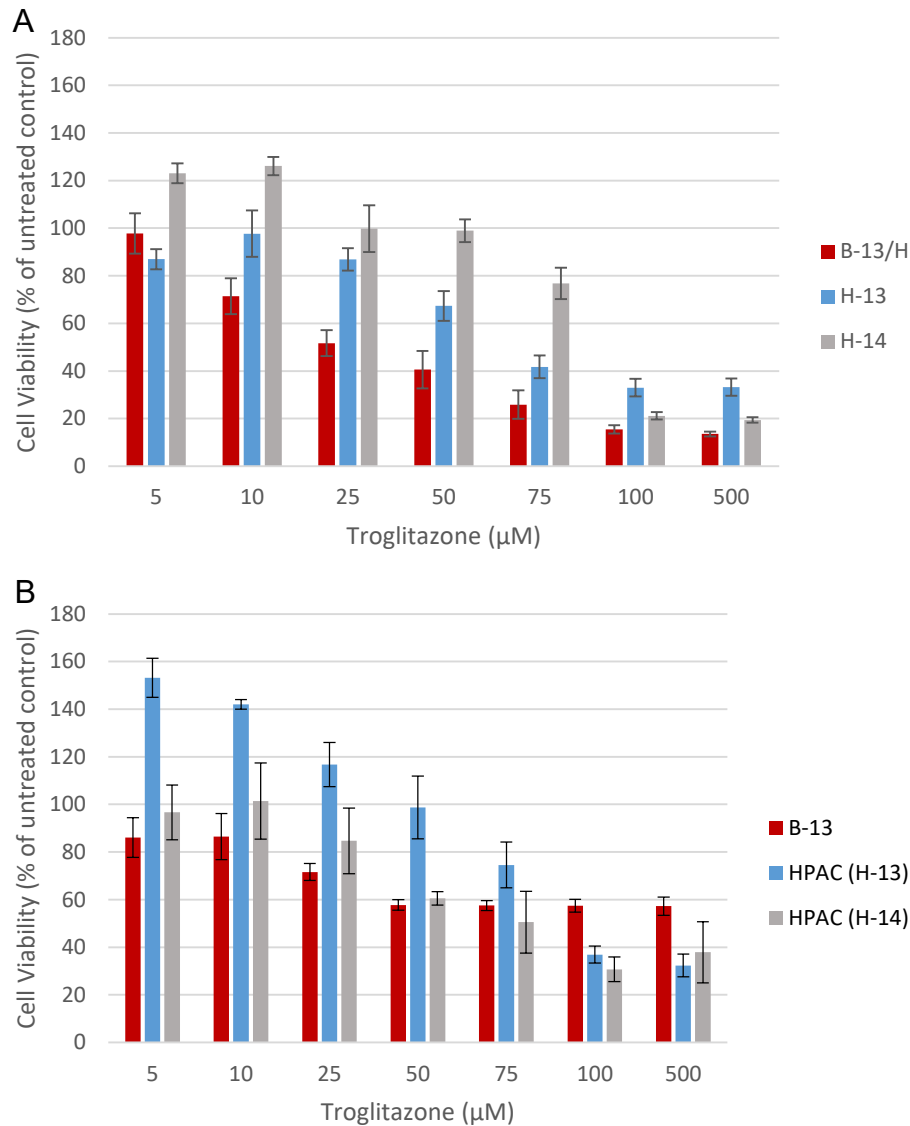 A
Cell Viability (% of untreated control)
180
160
140
120
100
80
60
40
20
0
5 10 25 50 75 100 500
Troglitazone (µM)
B-13/H
H-13
H-14
B
Cell Viability (% of untreated control)
180
160
140
120
100
80
60
40
20
0
5 10 25 50 75 100 500
Troglitazone (µM)
B-13
HPAC (H-13)
HPAC (H-14)